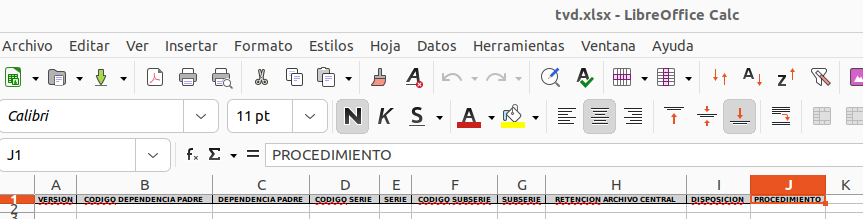 tvd.xlsx - LibreOffice Calc
Archivo Editar Ver Insertar Formato Estilos Hoja Datos Herramientas Ventana Ayuda
Calibri 11 pt N K S A
J1 fx Σ = PROCEDIMIENTO
A B C D E F G H I J K
1 VERSION CODIGO DEPENDENCIA PADRE DEPENDENCIA PADRE CODIGO SERIE SERIE CODIGO SUBSERIE SUBSERIE RETENCION ARCHIVO CENTRAL DISPOSICION PROCEDIMIENTO
2
3